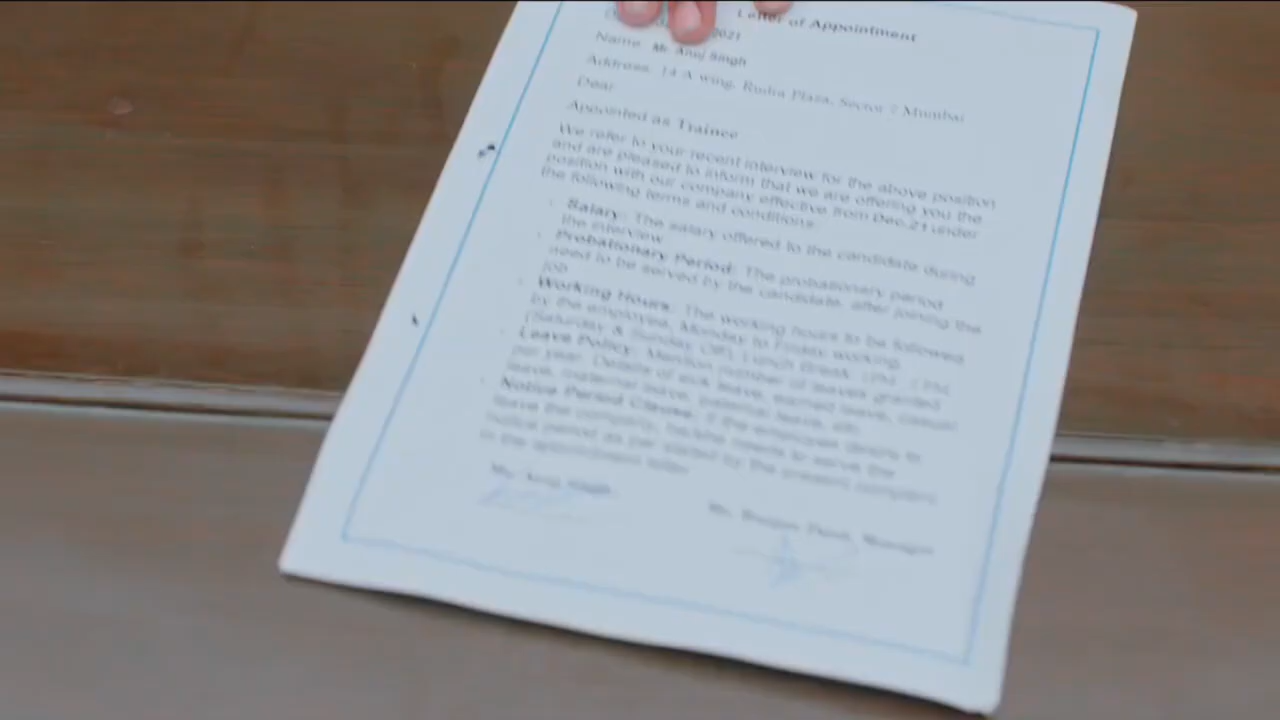 Letter of Appointment
2021
Name: Mr. Anuj Singh
Address: 14 A wing, Rudra Plaza, Sector 7 Mumbai
Dear
Appointed as Trainee
We refer to your recent interview for the above position
and are pleased to inform that we are offering you the
position with our company effective from Dec,21 under
the following terms and conditions:
Salary: The salary offered to the candidate during
the interview
Probationary Period: The probationary period
need to be served by the candidate, after joining the
job
Working Hours: The working hours to be followed
by the employee, Monday to Friday working,
(Saturday & Sunday Off) Lunch Break
Leave Policy: Mention number of leaves granted
per year. Details of sick leave, earned leave, casual
leave, maternal leave, paternal leave, etc
Notice Period Clause: If the employee desire to
leave the company, he/she needs to serve the
notice period as per stated by the present company
in the appointment letter
Mr. Anuj Singh
Manager